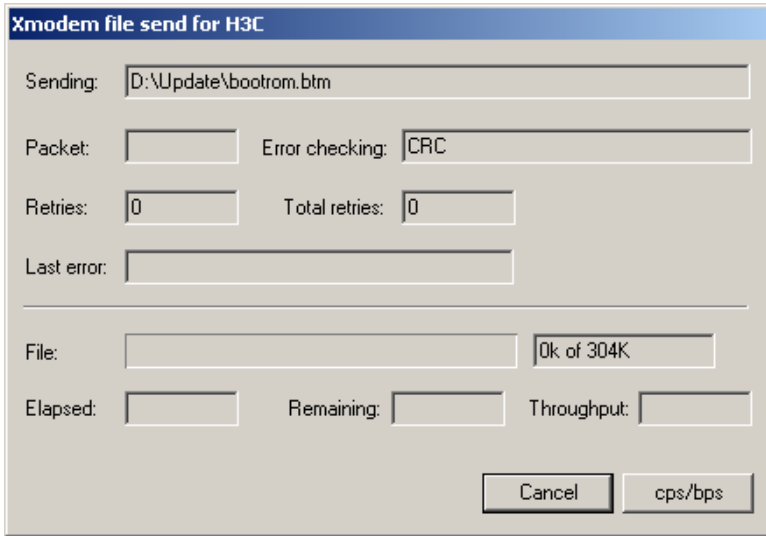 Xmodem file send for H3C
Sending: D:\Update\bootrom.btm
Packet: Error checking: CRC
Retries: 0 Total retries: 0
Last error:
File: 0k of 304K
Elapsed: Remaining: Throughput:
Cancel cps/bps